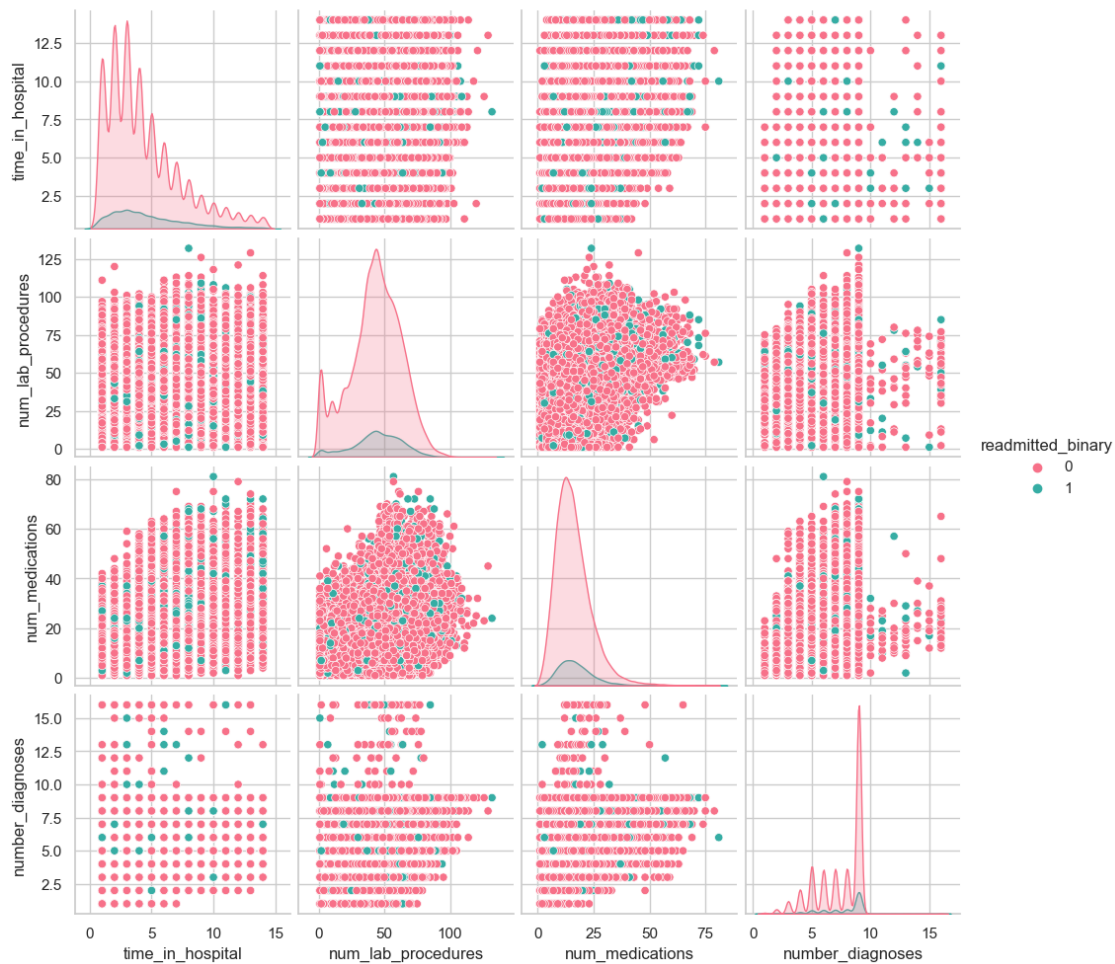 time_in_hospital
12.5
10.0
7.5
5.0
2.5
num_lab_procedures
125
100
75
50
25
0
num_medications
80
60
40
20
0
number_diagnoses
15.0
12.5
10.0
7.5
5.0
2.5
0 5 10 15
time_in_hospital
0 50 100
num_lab_procedures
0 25 50 75
num_medications
0 5 10 15
number_diagnoses
readmitted_binary
0
1